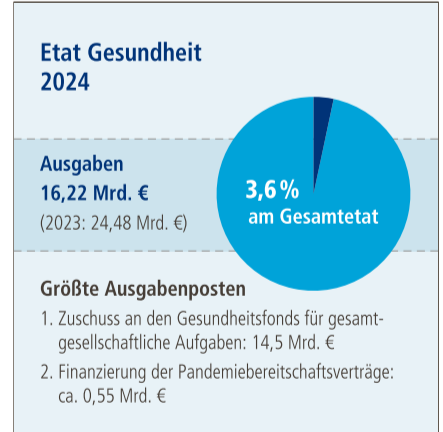 Etat Gesundheit
2024
Ausgaben
16,22 Mrd. €
(2023: 24,48 Mrd. €)
3,6 %
am Gesamtetat
Größte Ausgabenposten
1. Zuschuss an den Gesundheitsfonds für gesamt-
gesellschaftliche Aufgaben: 14,5 Mrd. €
2. Finanzierung der Pandemiebereitschaftsverträge:
ca. 0,55 Mrd. €